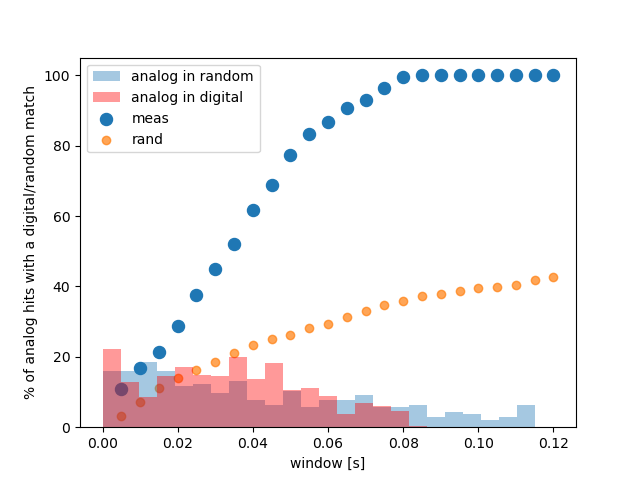 analog in random
analog in digital
meas
rand
% of analog hits with a digital/random match
100
80
60
40
20
0
0.00 0.02 0.04 0.06 0.08 0.10 0.12
window [s]